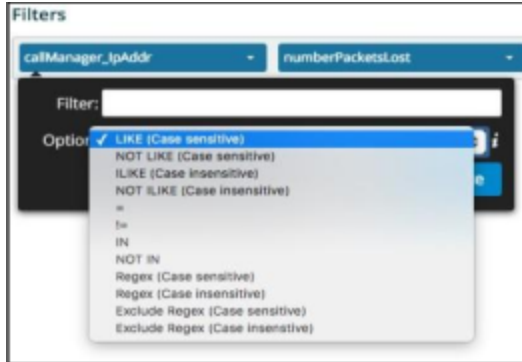 Filters
callManager_IpAddr numberPacketsLost
Filter:
Option ✓ LIKE (Case sensitive) i
NOT LIKE (Case sensitive)
ILIKE (Case insensitive)
NOT ILIKE (Case insensitive) e
=
!=
IN
NOT IN
Regex (Case sensitive)
Regex (Case insensitive)
Exclude Regex (Case sensitive)
Exclude Regex (Case insenstive)